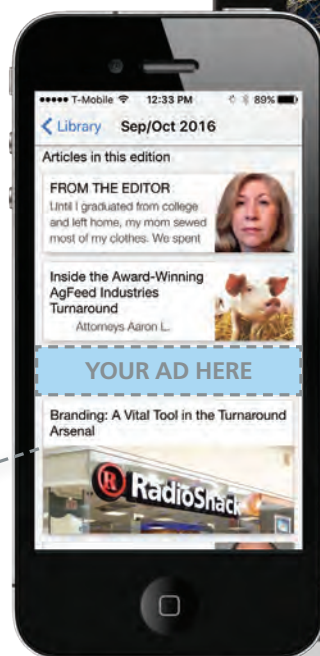 T-Mobile 12:33 PM 89%
Library Sep/Oct 2016
Articles in this edition
FROM THE EDITOR
Until I graduated from college
and left home, my mom sewed
most of my clothes. We spent
Inside the Award-Winning
AgFeed Industries
Turnaround
Attorneys Aaron L.
YOUR AD HERE
Branding: A Vital Tool in the Turnaround
Arsenal
R RadioShack